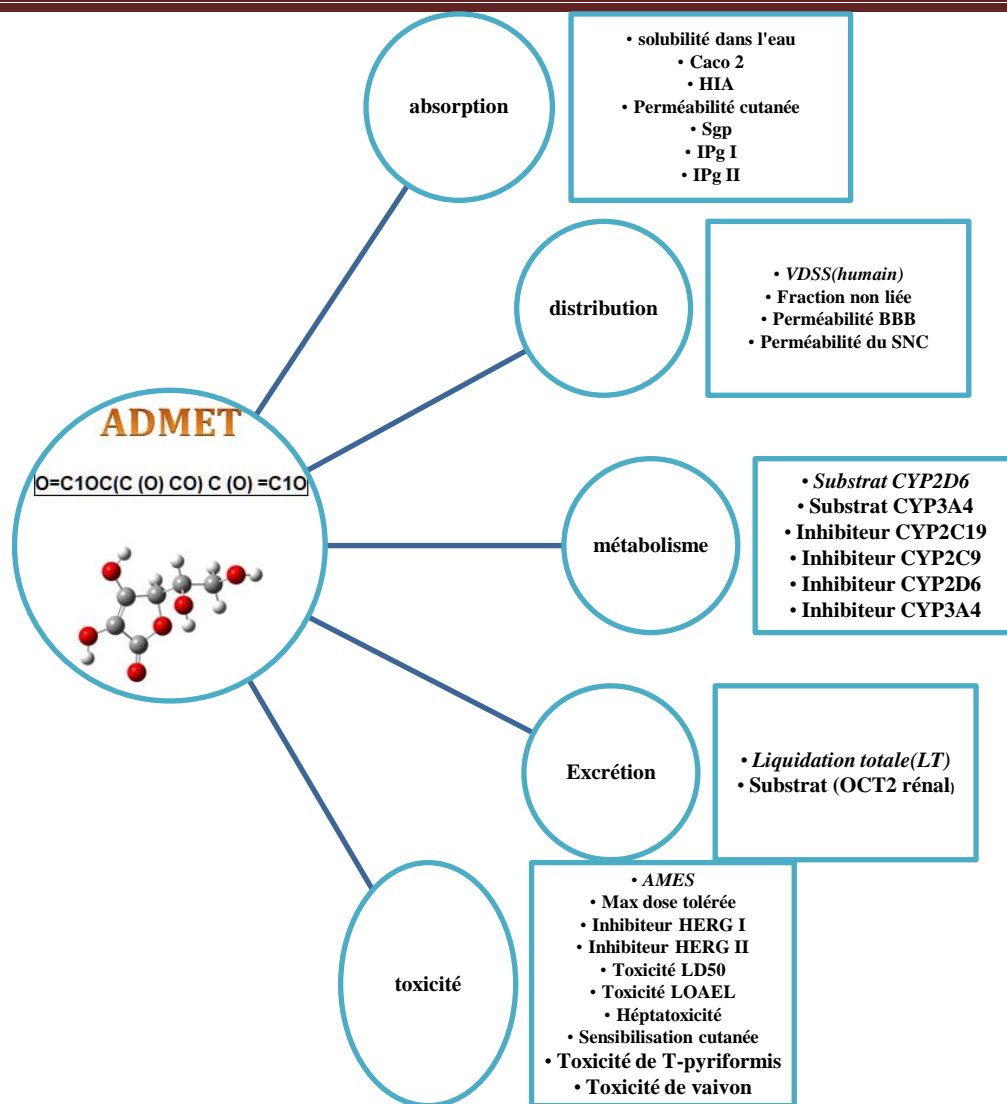 absorption
• solubilité dans l'eau
• Caco 2
• HIA
• Perméabilité cutanée
• Sgp
• IPg I
• IPg II
distribution
• VDSS(humain)
• Fraction non liée
• Perméabilité BBB
• Perméabilité du SNC
ADMET
O=C1OC(C (O) CO) C (O) =C1O
métabolisme
• Substrat CYP2D6
• Substrat CYP3A4
• Inhibiteur CYP2C19
• Inhibiteur CYP2C9
• Inhibiteur CYP2D6
• Inhibiteur CYP3A4
Excrétion
• Liquidation totale(LT)
• Substrat (OCT2 rénal)
toxicité
• AMES
• Max dose tolérée
• Inhibiteur HERG I
• Inhibiteur HERG II
• Toxicité LD50
• Toxicité LOAEL
• Héptatoxicité
• Sensibilisation cutanée
• Toxicité de T-pyriformis
• Toxicité de vaivon